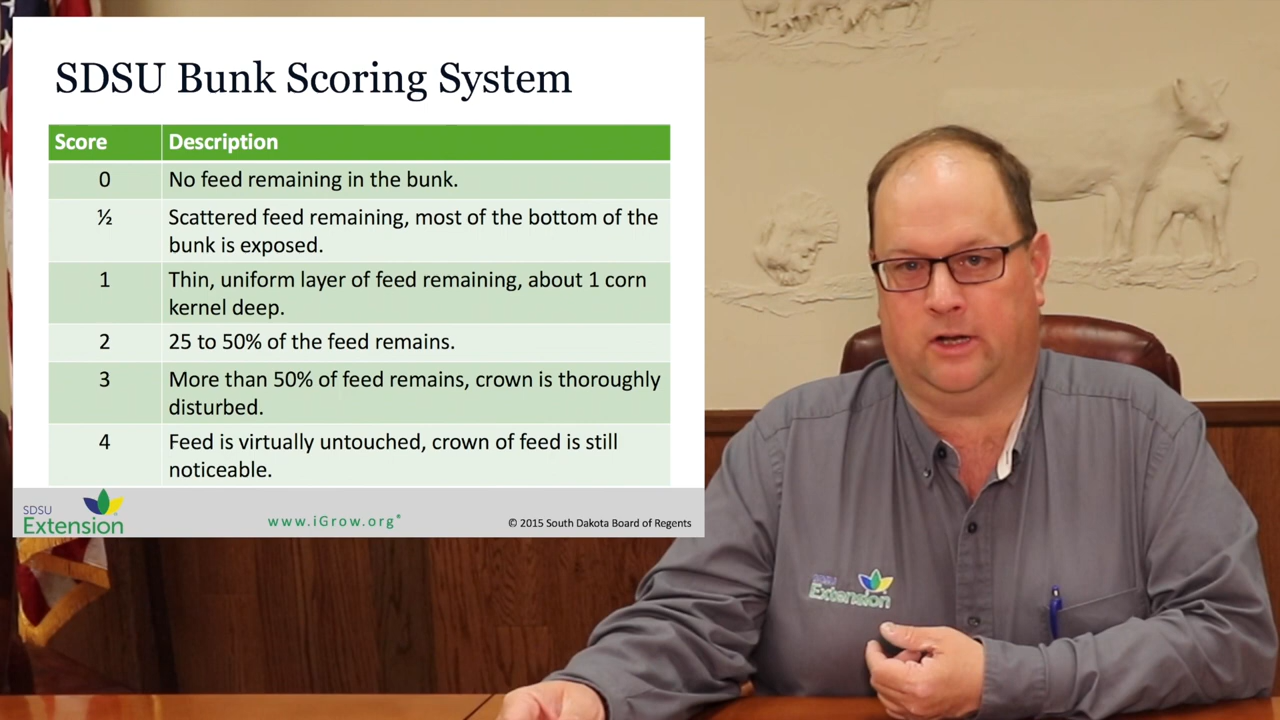 SDSU Bunk Scoring System
Score Description
0 No feed remaining in the bunk.
½ Scattered feed remaining, most of the bottom of the
bunk is exposed.
1 Thin, uniform layer of feed remaining, about 1 corn
kernel deep.
2 25 to 50% of the feed remains.
3 More than 50% of feed remains, crown is thoroughly
disturbed.
4 Feed is virtually untouched, crown of feed is still
noticeable.
SDSU
Extension
www.iGrow.org®
© 2015 South Dakota Board of Regents
SDSU
Extension